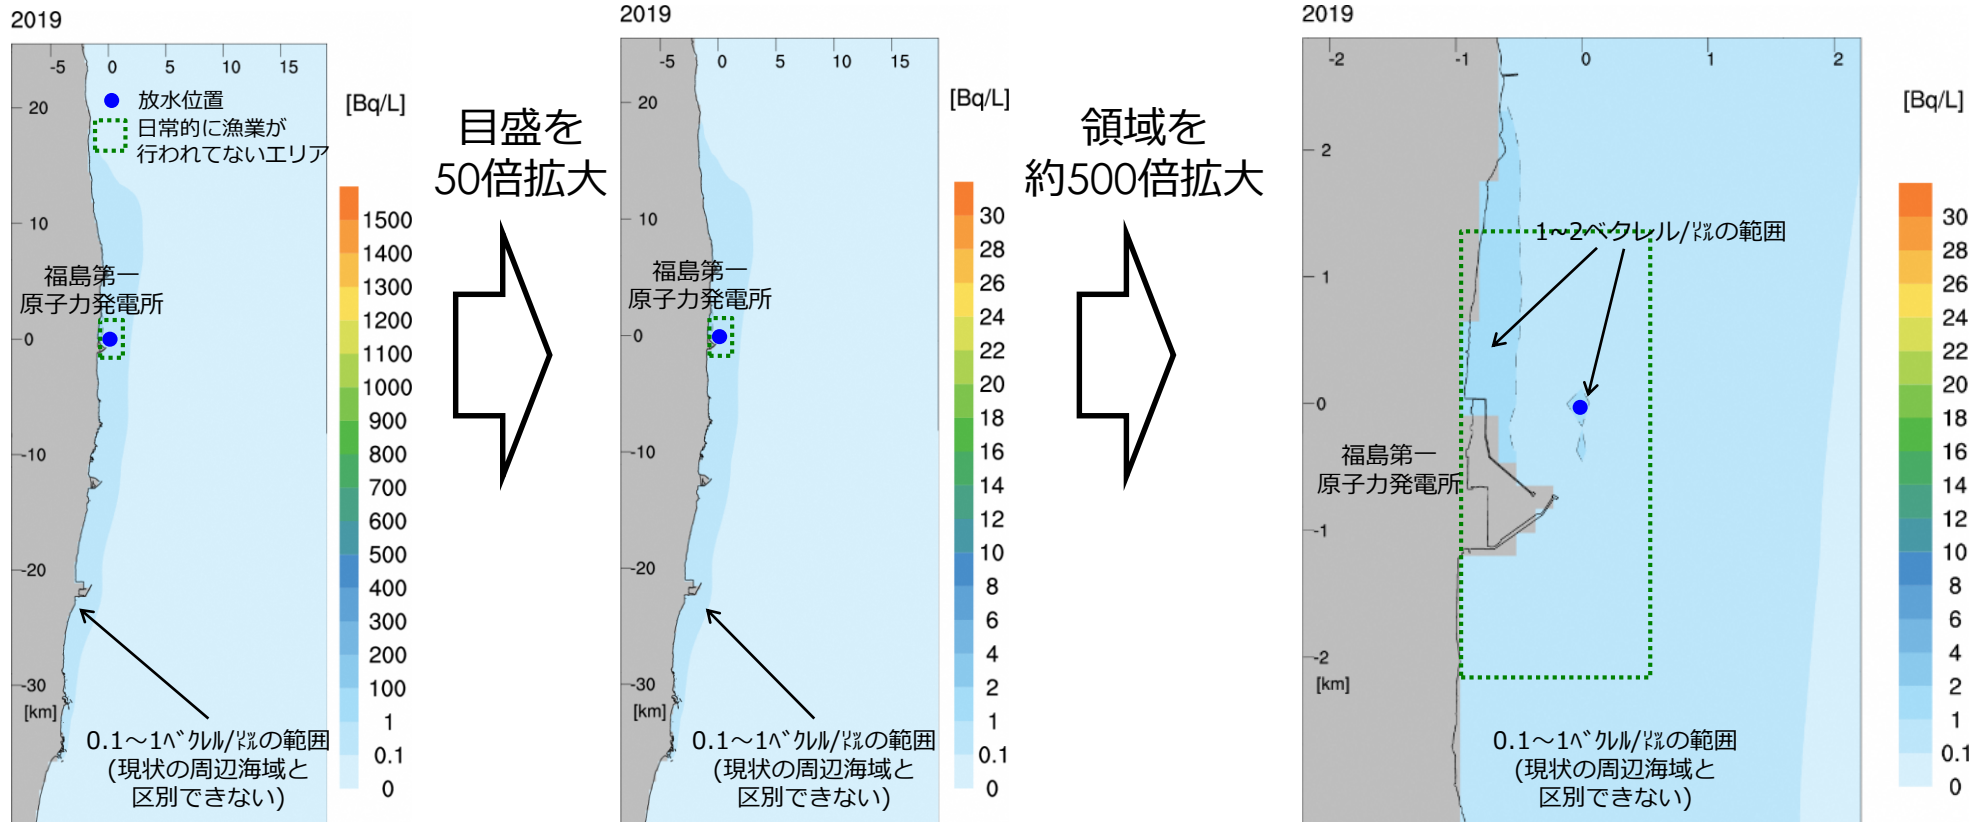 2019
-5 0 5 10 15
20
10
0
-10
-20
-30
[km]
放水位置
日常的に漁業が
行われてないエリア
福島第一
原子力発電所
0.1～1ﾍﾞｸﾚﾙ/㍑の範囲
(現状の周辺海域と
区別できない)
[Bq/L]
1500
1400
1300
1200
1100
1000
900
800
700
600
500
400
300
200
100
1
0.1
0
目盛を
50倍拡大
2019
-5 0 5 10 15
20
10
0
-10
-20
-30
[km]
福島第一
原子力発電所
0.1～1ﾍﾞｸﾚﾙ/㍑の範囲
(現状の周辺海域と
区別できない)
[Bq/L]
30
28
26
24
22
20
18
16
14
12
10
8
6
4
2
1
0.1
0
領域を
約500倍拡大
2019
-2 -1 0 1 2
2
1
0
-1
-2
[km]
1～2ベクレル/㍑の範囲
福島第一
原子力発電所
0.1～1ﾍﾞｸﾚﾙ/㍑の範囲
(現状の周辺海域と
区別できない)
[Bq/L]
30
28
26
24
22
20
18
16
14
12
10
8
6
4
2
1
0.1
0